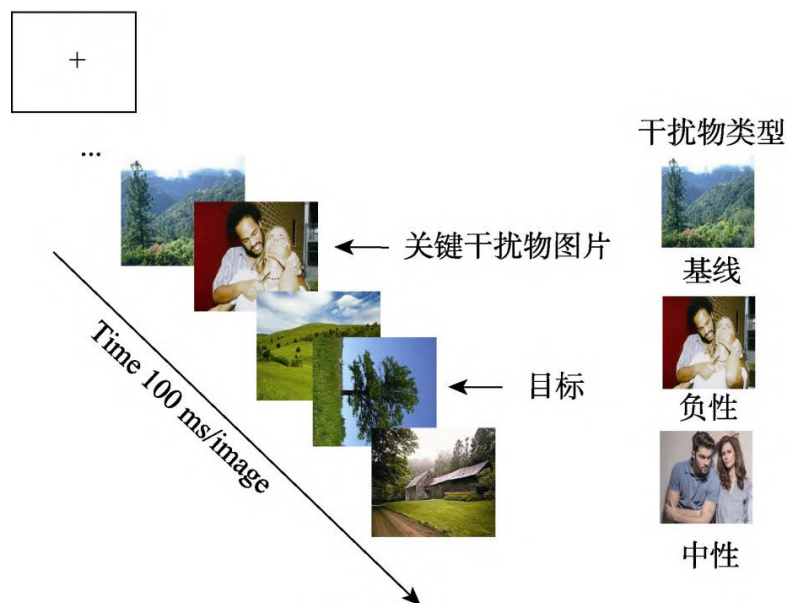 +
...
干扰物类型
关键干扰物图片
基线
Time 100 ms/image
目标
负性
中性